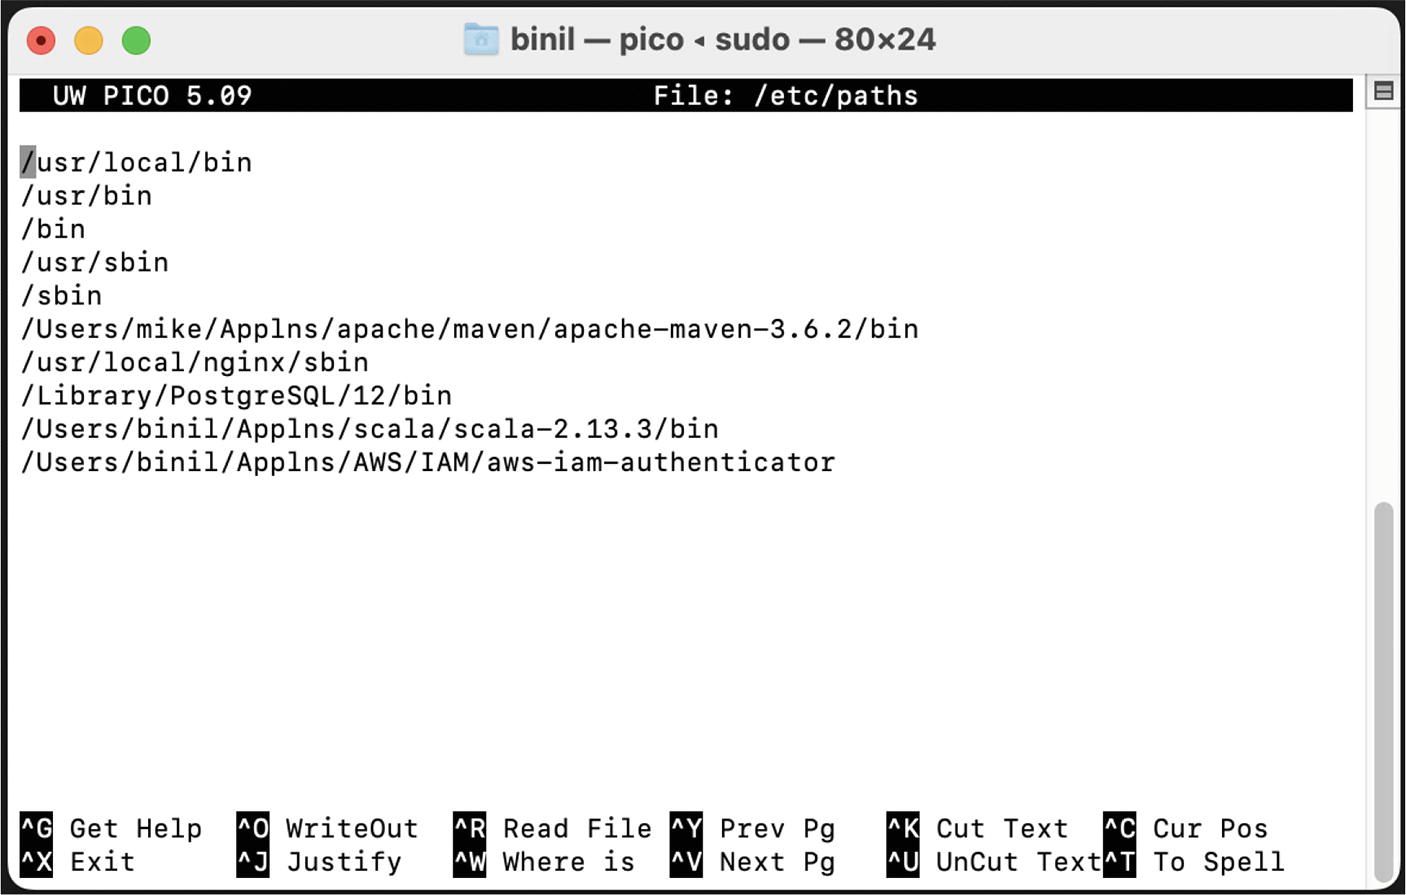 binil — pico ◂ sudo — 80×24
UW PICO 5.09 File: /etc/paths
/usr/local/bin
/usr/bin
/bin
/usr/sbin
/sbin
/Users/mike/Applns/apache/maven/apache-maven-3.6.2/bin
/usr/local/nginx/sbin
/Library/PostgreSQL/12/bin
/Users/binil/Applns/scala/scala-2.13.3/bin
/Users/binil/Applns/AWS/IAM/aws-iam-authenticator
^G Get Help ^O WriteOut ^R Read File ^Y Prev Pg ^K Cut Text ^C Cur Pos
^X Exit ^J Justify ^W Where is ^V Next Pg ^U UnCut Text^T To Spell